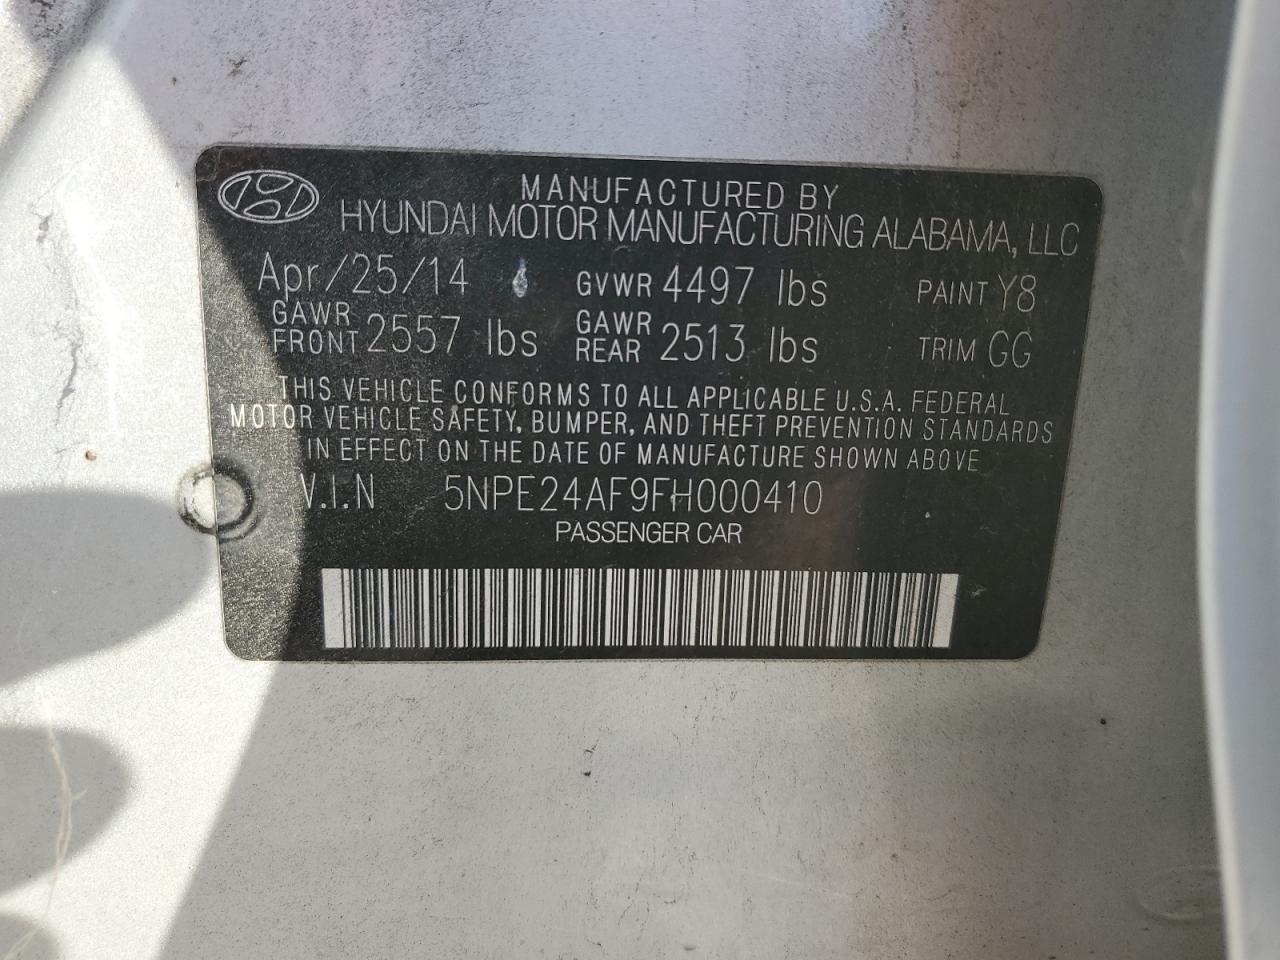 MANUFACTURED BY
HYUNDAI MOTOR MANUFACTURING ALABAMA, LLC
Apr/25/14 GVWR 4497 lbs PAINT Y8
GAWR FRONT 2557 lbs GAWR REAR 2513 lbs TRIM GG
THIS VEHICLE CONFORMS TO ALL APPLICABLE U.S.A. FEDERAL
MOTOR VEHICLE SAFETY, BUMPER, AND THEFT PREVENTION STANDARDS
IN EFFECT ON THE DATE OF MANUFACTURE SHOWN ABOVE
V.I.N 5NPE24AF9FH000410
PASSENGER CAR